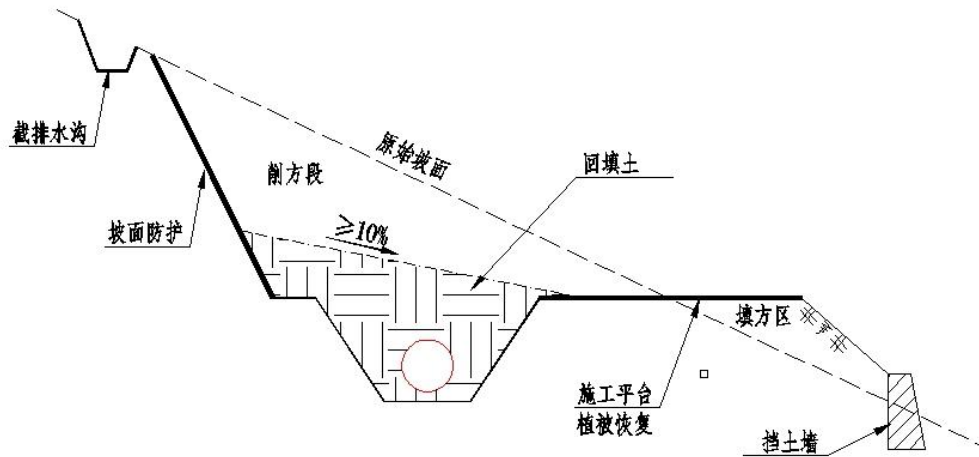 截排水沟
坡面防护
削方段
原始坡面
≥10%
回填土
填方区
施工平台
植被恢复
挡土墙